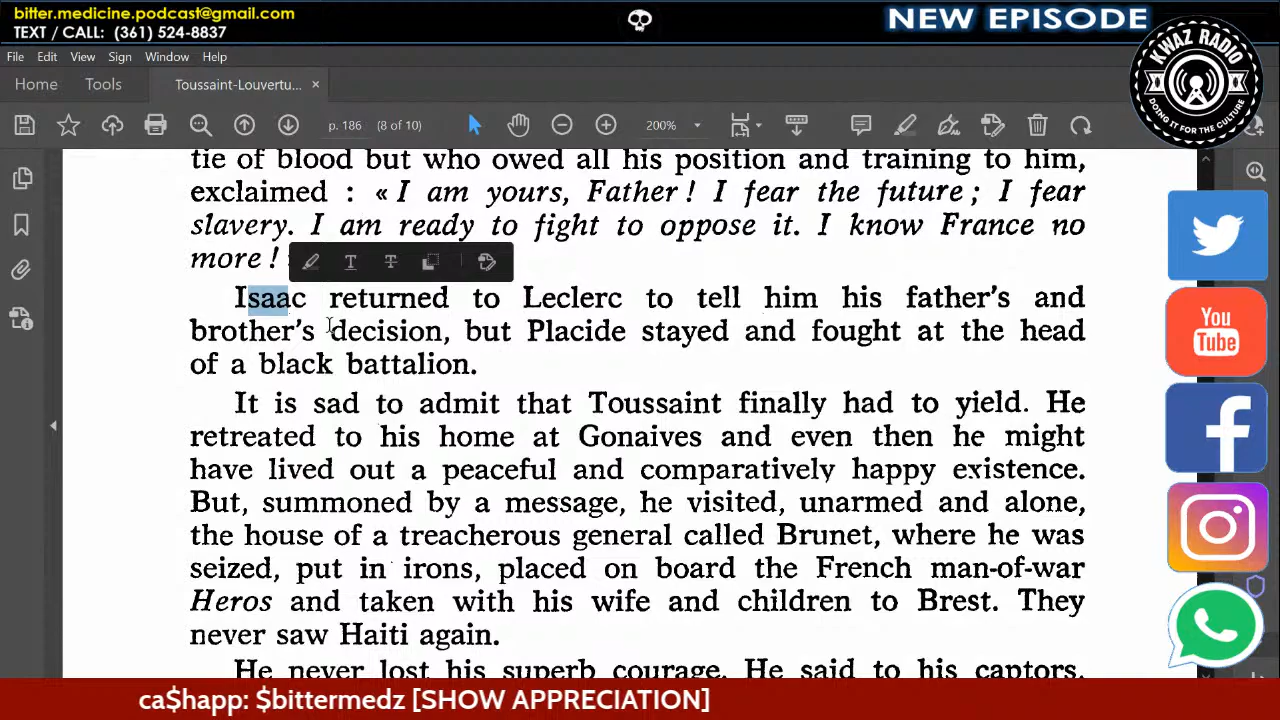 bitter.medicine.podcast@gmail.com
TEXT / CALL: (361) 524-8837
NEW EPISODE
KWAZ RADIO
DOING IT FOR THE CULTURE
File Edit View Sign Window Help
Home Tools Toussaint-Louvertu... ×
p. 186 (8 of 10) 200%
tie of blood but who owed all his position and training to him,
exclaimed : « I am yours, Father ! I fear the future ; I fear
slavery. I am ready to fight to oppose it. I know France no
more !
Isaac returned to Leclerc to tell him his father's and
brother's decision, but Placide stayed and fought at the head
of a black battalion.
It is sad to admit that Toussaint finally had to yield. He
retreated to his home at Gonaives and even then he might
have lived out a peaceful and comparatively happy existence.
But, summoned by a message, he visited, unarmed and alone,
the house of a treacherous general called Brunet, where he was
seized, put in irons, placed on board the French man-of-war
Heros and taken with his wife and children to Brest. They
never saw Haiti again.
He never lost his superb courage. He said to his captors,
You
Tube
ca$happ: $bittermedz [SHOW APPRECIATION]